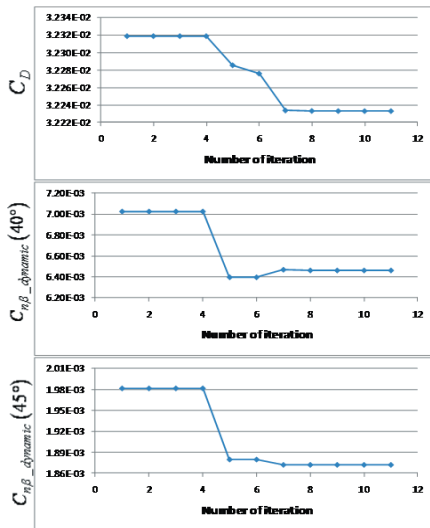 C_D
3.234E-02
3.232E-02
3.230E-02
3.228E-02
3.226E-02
3.224E-02
3.222E-02
0 2 4 6 8 10 12
Number of iteration
C_{nβ_dynamic} (40°)
7.20E-03
7.00E-03
6.80E-03
6.60E-03
6.40E-03
6.20E-03
0 2 4 6 8 10 12
Number of iteration
C_{nβ_dynamic} (45°)
2.01E-03
1.98E-03
1.95E-03
1.92E-03
1.89E-03
1.86E-03
0 2 4 6 8 10 12
Number of iteration